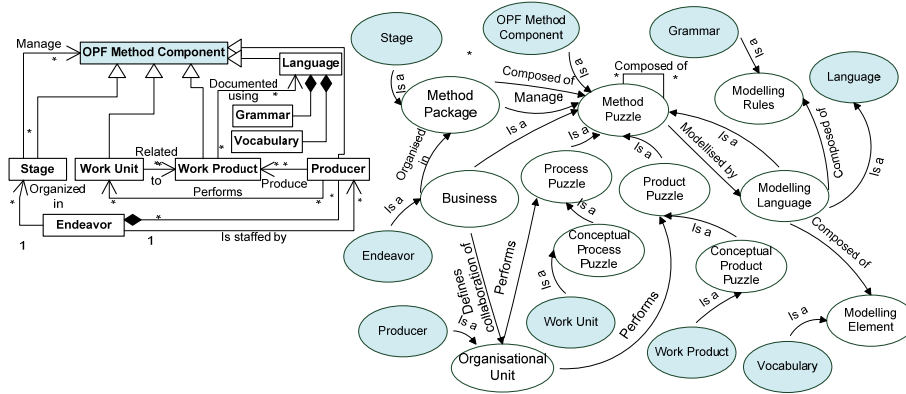 Manage
*
OPF Method Component
Language
Documented
using
*
Grammar
Vocabulary
*
Stage
Work Unit
Related
to
*
*
Work Product
*
*
*
Produce
Producer
Organized
in
*
*
Performs
*
*
*
Endeavor
*
1
1
Is staffed by
Stage
OPF Method
Component
Grammar
Language
Is a
Is a
Is a
*
Composed of
Manage
Composed of
*
*
Method
Package
Method
Puzzle
Modelling
Rules
Organised
in
Is a
Is a
Is a
Is a
Modellised by
Composed of
Is a
Process
Puzzle
Product
Puzzle
Modelling
Language
Business
Is a
Is a
Is a
Endeavor
Defines
collaboration of
Performs
Conceptual
Process
Puzzle
Conceptual
Product
Puzzle
Composed of
Is a
Is a
Producer
Is a
Work Unit
Performs
Modelling
Element
Is a
Organisational
Unit
Work Product
Vocabulary